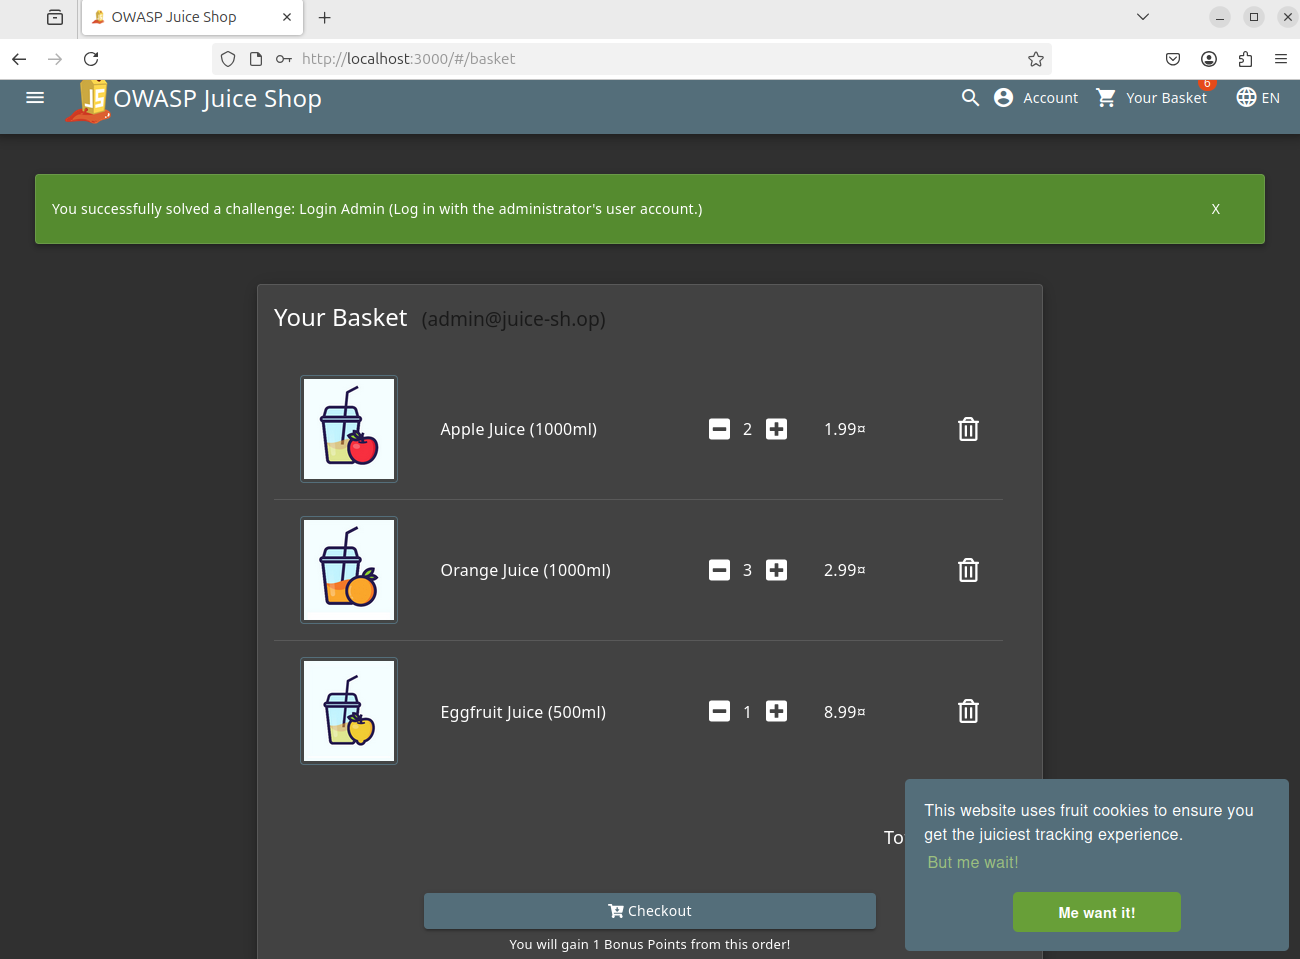 OWASP Juice Shop
http://localhost:3000/#/basket
JS OWASP Juice Shop Account Your Basket 6 EN
You successfully solved a challenge: Login Admin (Log in with the administrator's user account.) X
Your Basket (admin@juice-sh.op)
Apple Juice (1000ml) 2 1.99¤
Orange Juice (1000ml) 3 2.99¤
Eggfruit Juice (500ml) 1 8.99¤
To
Checkout
You will gain 1 Bonus Points from this order!
This website uses fruit cookies to ensure you
get the juiciest tracking experience.
But me wait!
Me want it!